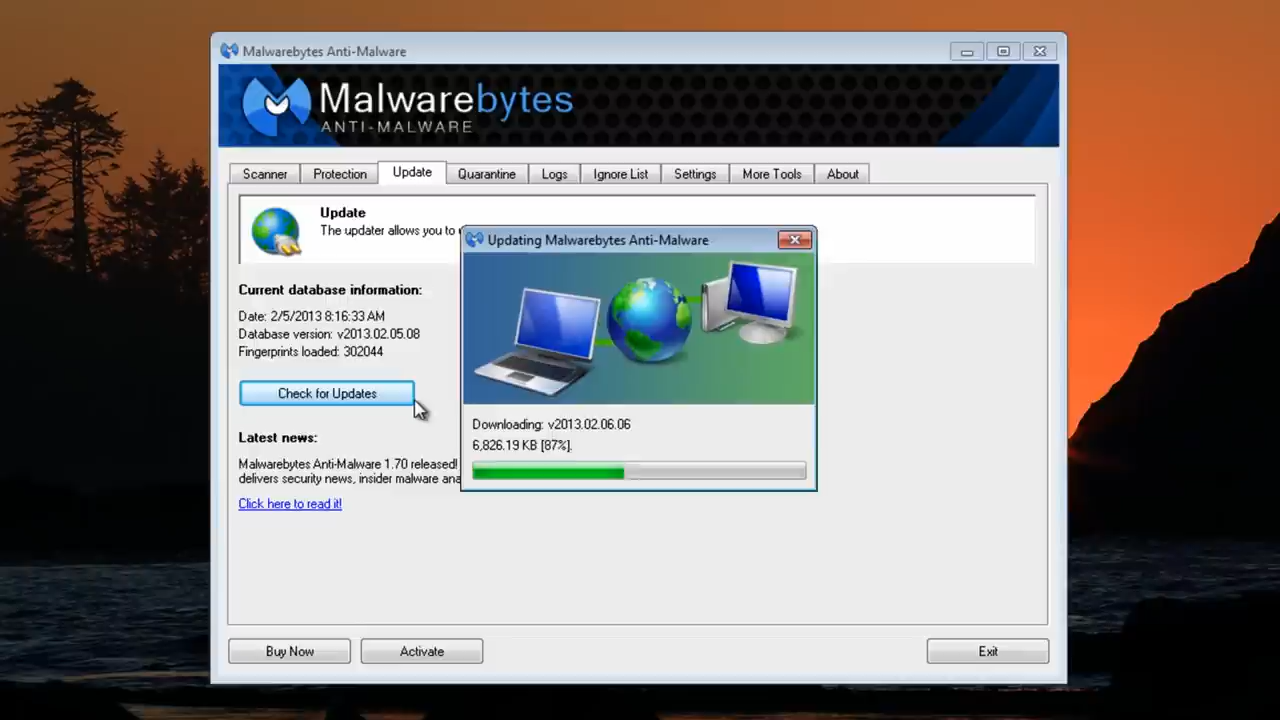 Malwarebytes Anti-Malware
Malwarebytes
ANTI-MALWARE
Scanner Protection Update Quarantine Logs Ignore List Settings More Tools About
Update
The updater allows you to
Updating Malwarebytes Anti-Malware
Current database information:
Date: 2/5/2013 8:16:33 AM
Database version: v2013.02.05.08
Fingerprints loaded: 302044
Check for Updates
Downloading: v2013.02.06.06
6,826.19 KB [87%].
Latest news:
Malwarebytes Anti-Malware 1.70 released!
delivers security news, insider malware
Click here to read it!
Buy Now Activate Exit